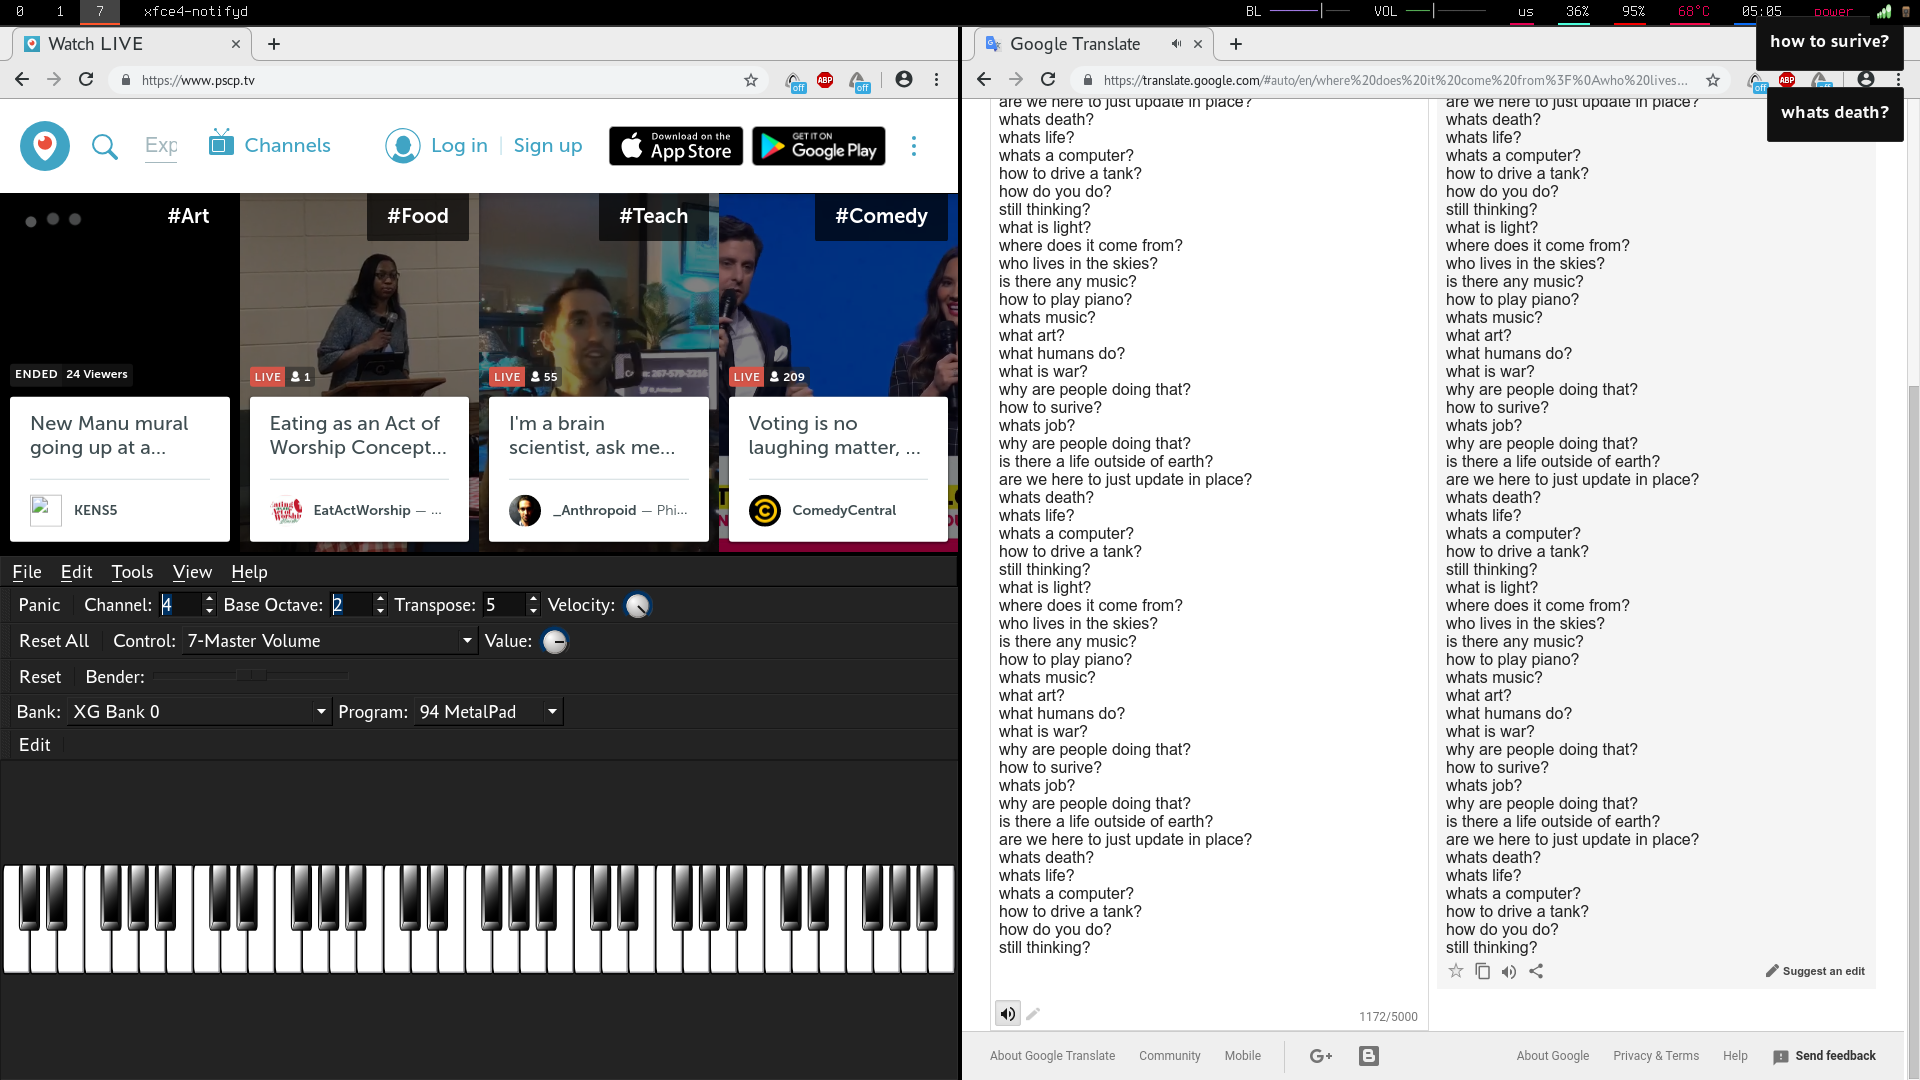 0 1 7 xfce4-notifyd BL VOL us 36% 95% 68°C 05:05 power
Watch LIVE
https://www.pscp.tv
off
ABP
off
Exp
Channels
Log in
Sign up
Download on the
App Store
GET IT ON
Google Play
#Art
#Food
#Teach
#Comedy
ENDED 24 Viewers
LIVE 1
LIVE 55
LIVE 209
New Manu mural
going up at a...
KENS5
Eating as an Act of
Worship Concept...
EatActWorship — ...
I'm a brain
scientist, ask me...
_Anthropoid — Phi...
Voting is no
laughing matter, ...
ComedyCentral
File Edit Tools View Help
Panic Channel: 4 Base Octave: 2 Transpose: 5 Velocity:
Reset All Control: 7-Master Volume Value:
Reset Bender:
Bank: XG Bank 0 Program: 94 MetalPad
Edit
Google Translate
https://translate.google.com/#auto/en/where%20does%20it%20come%20from%3F%0Awho%20lives...
off
ABP
how to surive?
whats death?
are we here to just update in place?
whats death?
whats life?
whats a computer?
how to drive a tank?
how do you do?
still thinking?
what is light?
where does it come from?
who lives in the skies?
is there any music?
how to play piano?
whats music?
what art?
what humans do?
what is war?
why are people doing that?
how to surive?
whats job?
why are people doing that?
is there a life outside of earth?
are we here to just update in place?
whats death?
whats life?
whats a computer?
how to drive a tank?
still thinking?
what is light?
where does it come from?
who lives in the skies?
is there any music?
how to play piano?
whats music?
what art?
what humans do?
what is war?
why are people doing that?
how to surive?
whats job?
why are people doing that?
is there a life outside of earth?
are we here to just update in place?
whats death?
whats life?
whats a computer?
how to drive a tank?
how do you do?
still thinking?
1172/5000
are we here to just update in place?
whats death?
whats life?
whats a computer?
how to drive a tank?
how do you do?
still thinking?
what is light?
where does it come from?
who lives in the skies?
is there any music?
how to play piano?
whats music?
what art?
what humans do?
what is war?
why are people doing that?
how to surive?
whats job?
why are people doing that?
is there a life outside of earth?
are we here to just update in place?
whats death?
whats life?
whats a computer?
how to drive a tank?
still thinking?
what is light?
where does it come from?
who lives in the skies?
is there any music?
how to play piano?
whats music?
what art?
what humans do?
what is war?
why are people doing that?
how to surive?
whats job?
why are people doing that?
is there a life outside of earth?
are we here to just update in place?
whats death?
whats life?
whats a computer?
how to drive a tank?
how do you do?
still thinking?
Suggest an edit
About Google Translate Community Mobile G+ About Google Privacy & Terms Help Send feedback